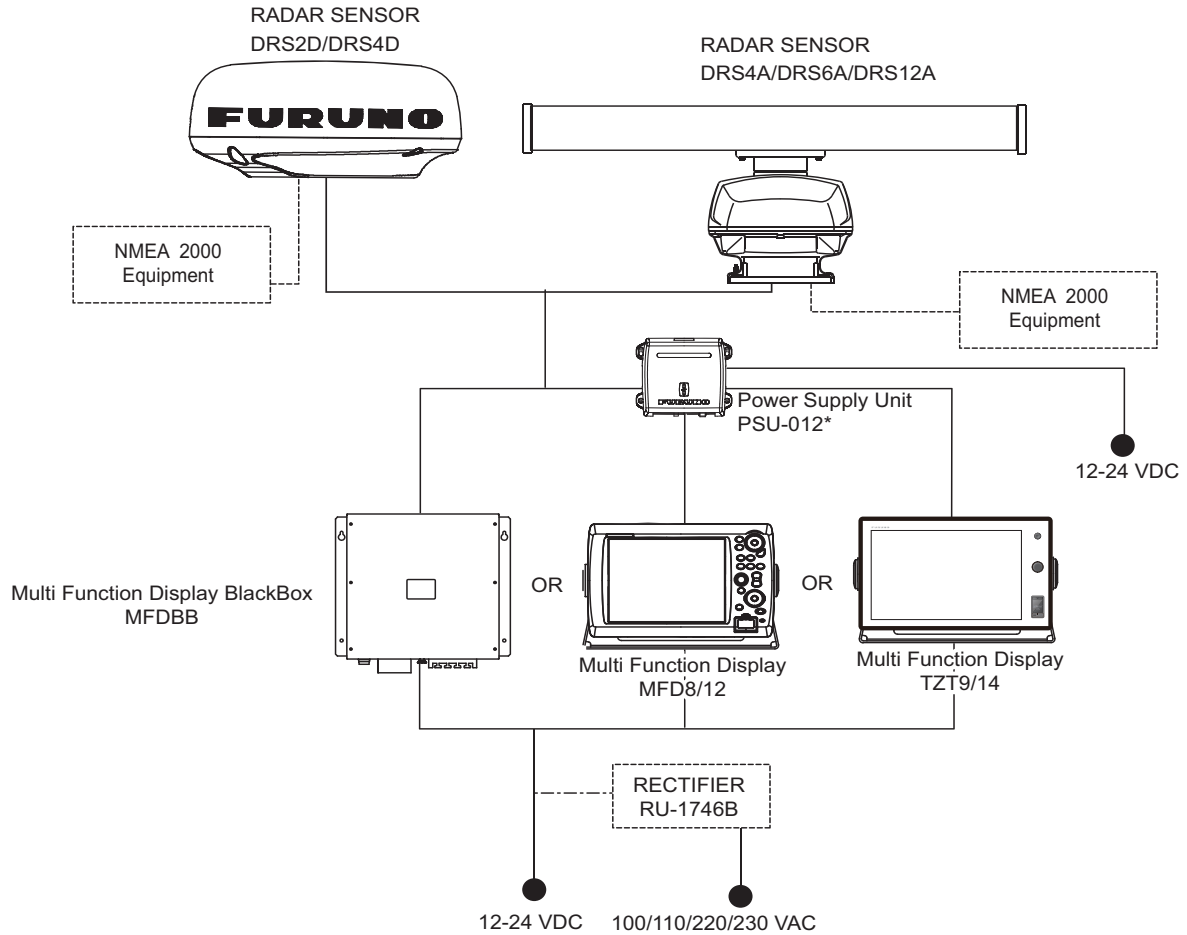 RADAR SENSOR
DRS2D/DRS4D
RADAR SENSOR
DRS4A/DRS6A/DRS12A
FURUNO
NMEA 2000
Equipment
NMEA 2000
Equipment
FURUNO
Power Supply Unit
PSU-012*
12-24 VDC
Multi Function Display BlackBox
MFDBB
OR
OR
Multi Function Display
MFD8/12
Multi Function Display
TZT9/14
RECTIFIER
RU-1746B
12-24 VDC
100/110/220/230 VAC